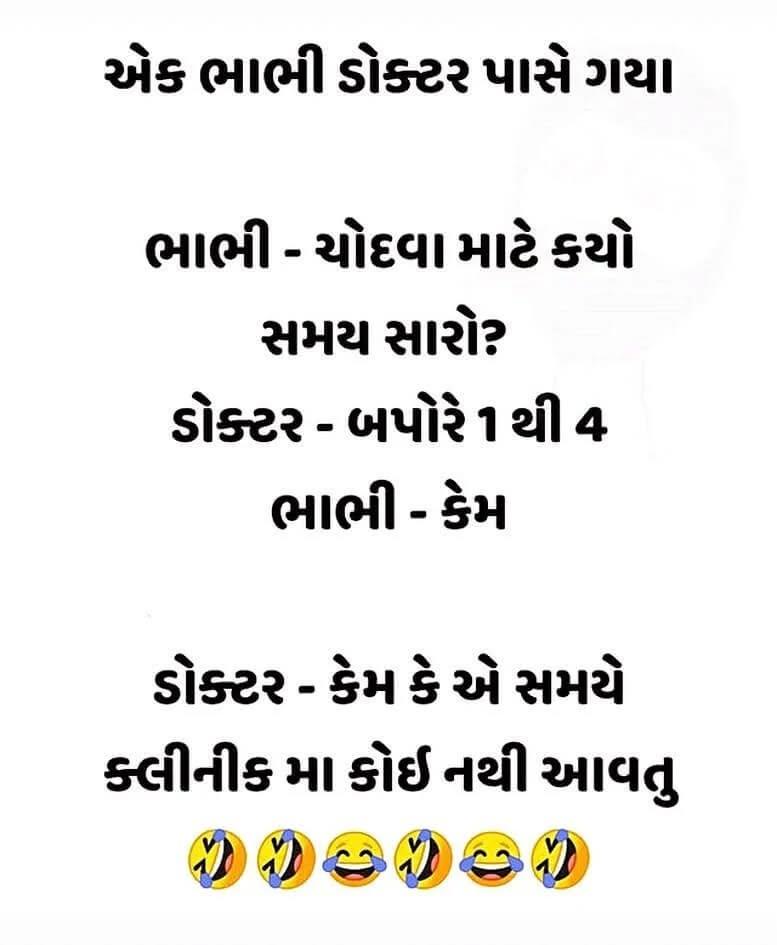 એક ભાભી ડોક્ટર પાસે ગયા
ભાભી - ચોદવા માટે કયો
સમય સારો?
ડોક્ટર - બપોરે 1 થી 4
ભાભી - કેમ
ડોક્ટર - કેમ કે એ સમયે
ક્લીનીક મા કોઇ નથી આવતુ
🤣🤣😂🤣😂🤣